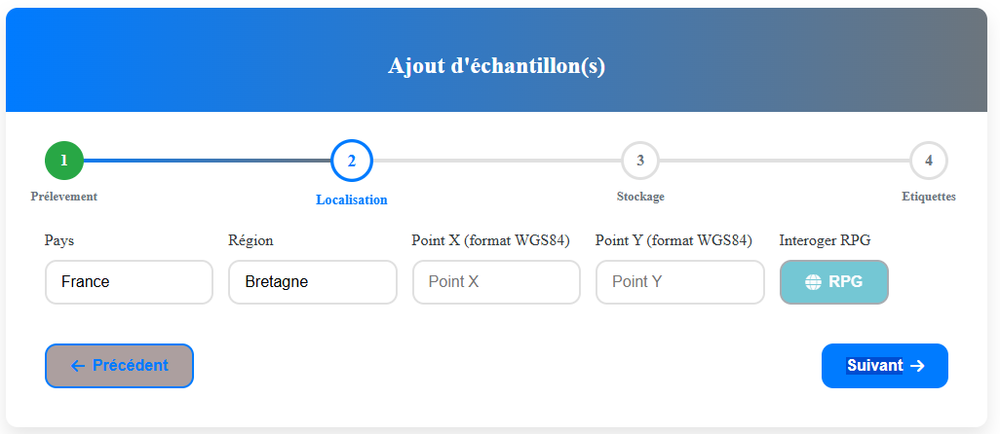 Ajout d'échantillon(s)
1 2 3 4
Prélevement Localisation Stockage Etiquettes
Pays Région Point X (format WGS84) Point Y (format WGS84) Interoger RPG
France Bretagne Point X Point Y RPG
Précédent Suivant